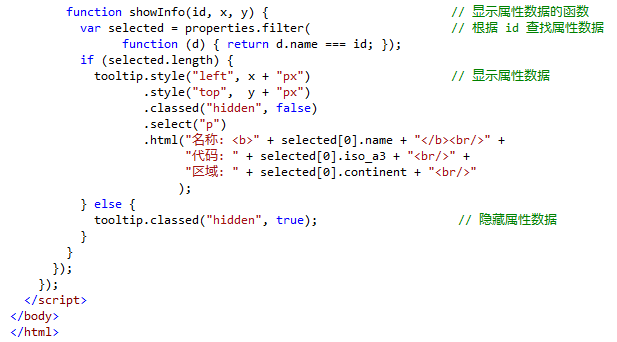 function showInfo(id, x, y) { // 显示属性数据的函数
var selected = properties.filter( // 根据 id 查找属性数据
function (d) { return d.name === id; });
if (selected.length) {
tooltip.style("left", x + "px") // 显示属性数据
.style("top", y + "px")
.classed("hidden", false)
.select("p")
.html("名称: <b>" + selected[0].name + "</b><br/>" +
"代码: " + selected[0].iso_a3 + "<br/>" +
"区域: " + selected[0].continent + "<br/>"
);
} else {
tooltip.classed("hidden", true); // 隐藏属性数据
}
}
});
});
</script>
</body>
</html>